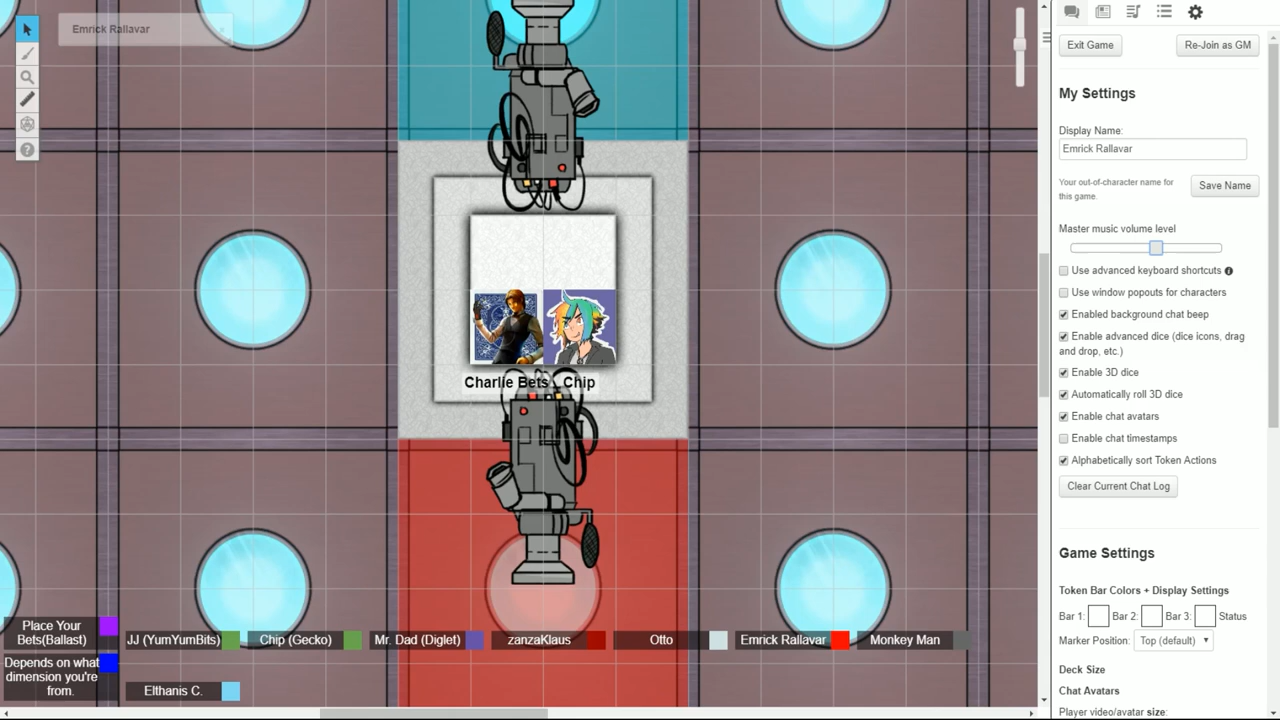 Emrick Rallavar
Charlie Bets
Chip
Place Your
Bets(Ballast)
JJ (YumYumBits)
Chip (Gecko)
Mr. Dad (Diglet)
zanzaKlaus
Otto
Emrick Rallavar
Monkey Man
Depends on what
dimension you're
from.
Elthanis C.
Exit Game
Re-Join as GM
My Settings
Display Name:
Emrick Rallavar
Your out-of-character name for
this game.
Save Name
Master music volume level
Use advanced keyboard shortcuts
Use window popouts for characters
Enabled background chat beep
Enable advanced dice (dice icons, drag
and drop, etc.)
Enable 3D dice
Automatically roll 3D dice
Enable chat avatars
Enable chat timestamps
Alphabetically sort Token Actions
Clear Current Chat Log
Game Settings
Token Bar Colors + Display Settings
Bar 1: Bar 2: Bar 3: Status
Marker Position: Top (default)
Deck Size
Chat Avatars
Player video/avatar size: